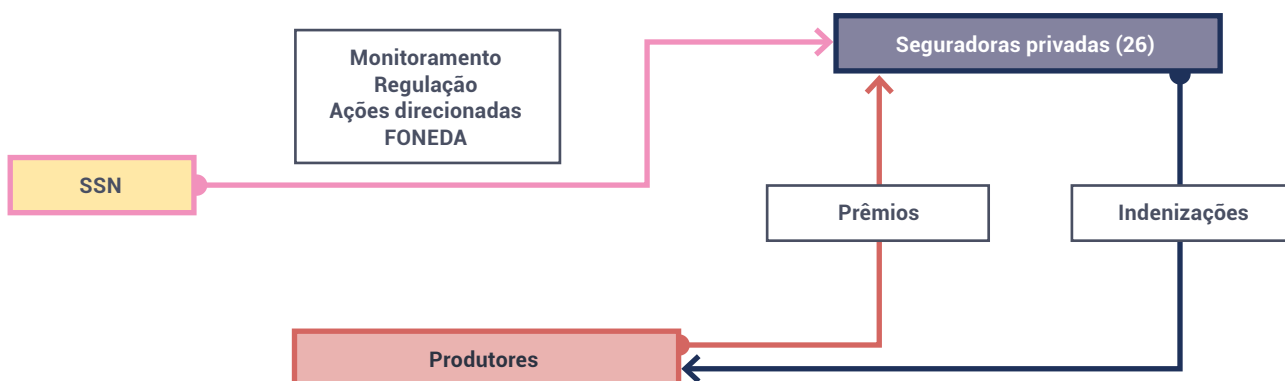 Monitoramento
Regulação
Ações direcionadas
FONEDA
Seguradoras privadas (26)
SSN
Prêmios
Indenizações
Produtores